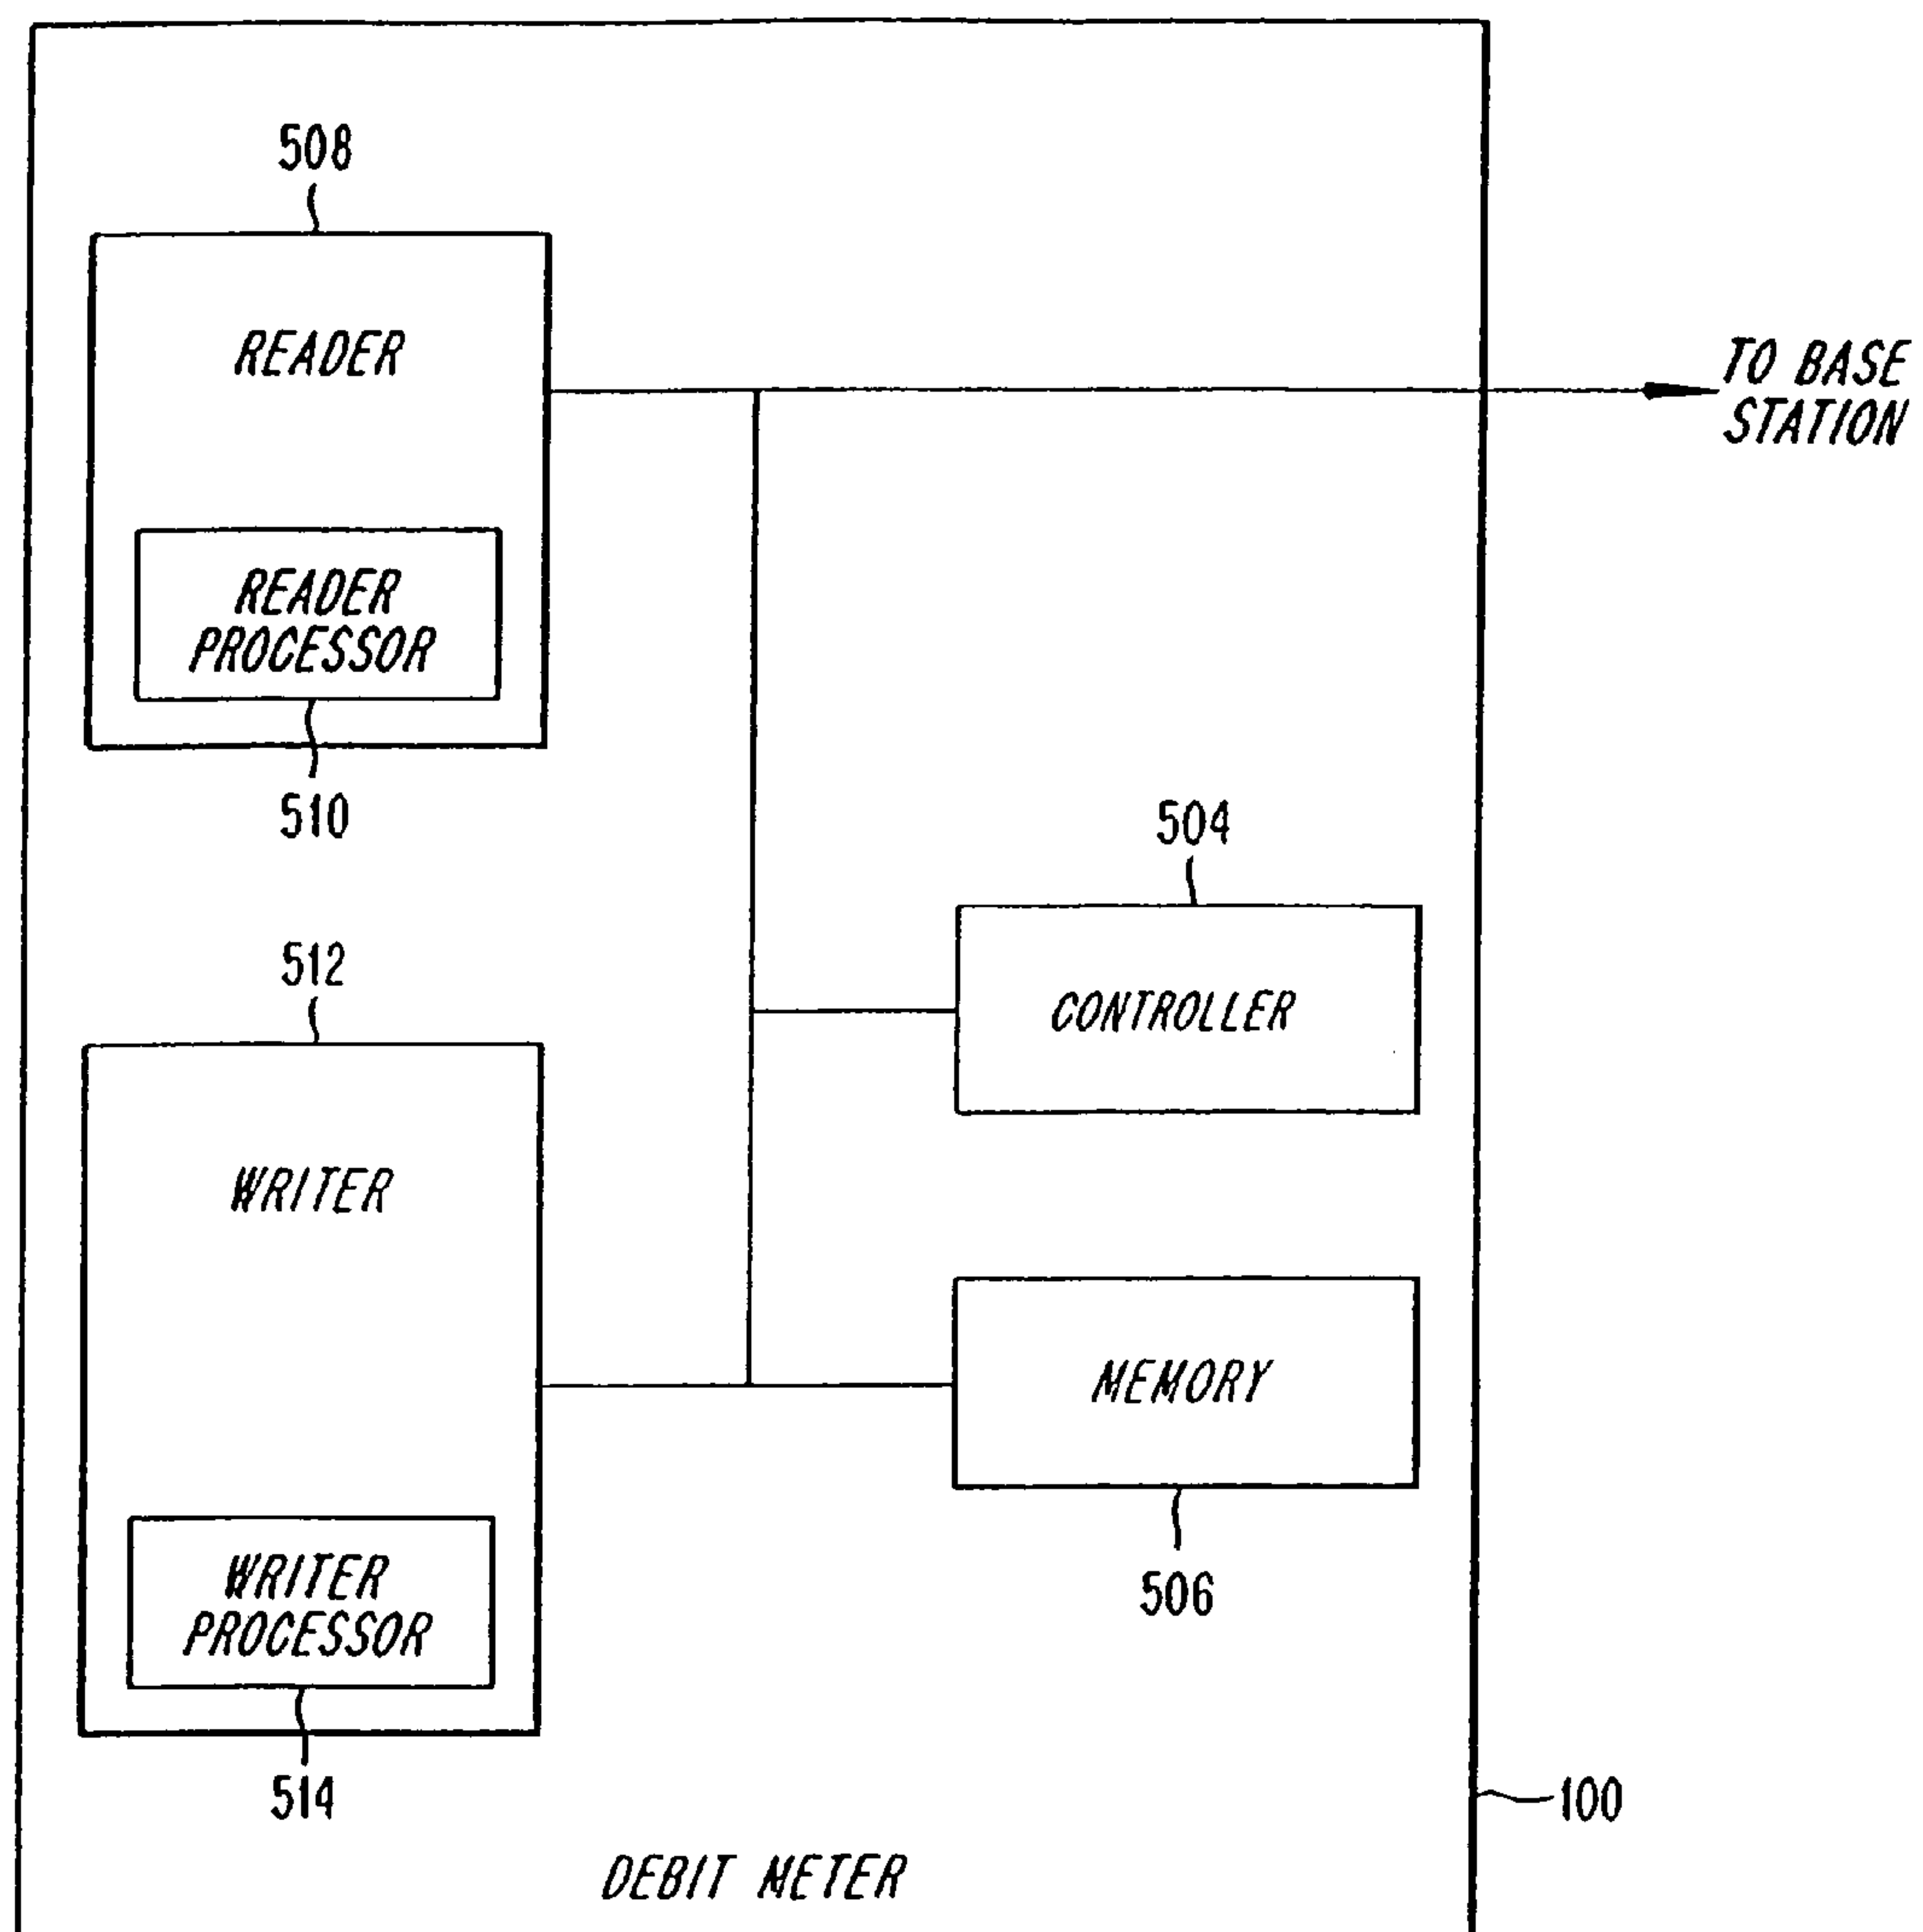 508
READER
TO BASE
STATION
READER
PROCESSOR
510
504
512
CONTROLLER
WRITER
MEMORY
WRITER
PROCESSOR
506
514
100
DEBIT METER